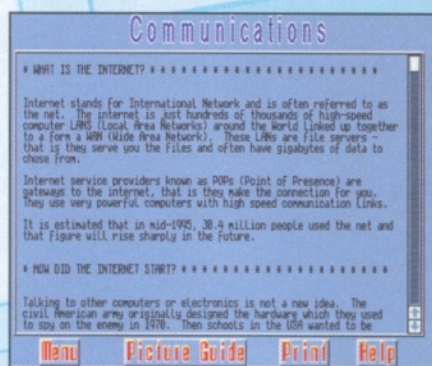 Communications
* WHAT IS THE INTERNET? * * * * * * * * * * * * * * * * * * * * * * *
Internet stands for International Network and is often referred to as
the net. The internet is just hundreds of thousands of high-speed
computer LANS (Local Area Networks) around the World linked up together
to a form a WAN (Wide Area Network). These LANs are file servers -
that is they serve you the files and often have gigabytes of data to
chose from.
Internet service providers known as POPs (Point of Presence) are
gateways to the internet, that is they make the connection for you.
They use very powerful computers with high speed communication links.
It is estimated that in mid-1995, 30.4 million people used the net and
that figure will rise sharply in the future.
* HOW DID THE INTERNET START? * * * * * * * * * * * * * * * * * * * *
Talking to other computers or electronics is not a new idea. The
civil American army originally designed the hardware which they used
to spy on the enemy in 1970. Then schools in the USA wanted to be
Menu Picture Guide Print Help